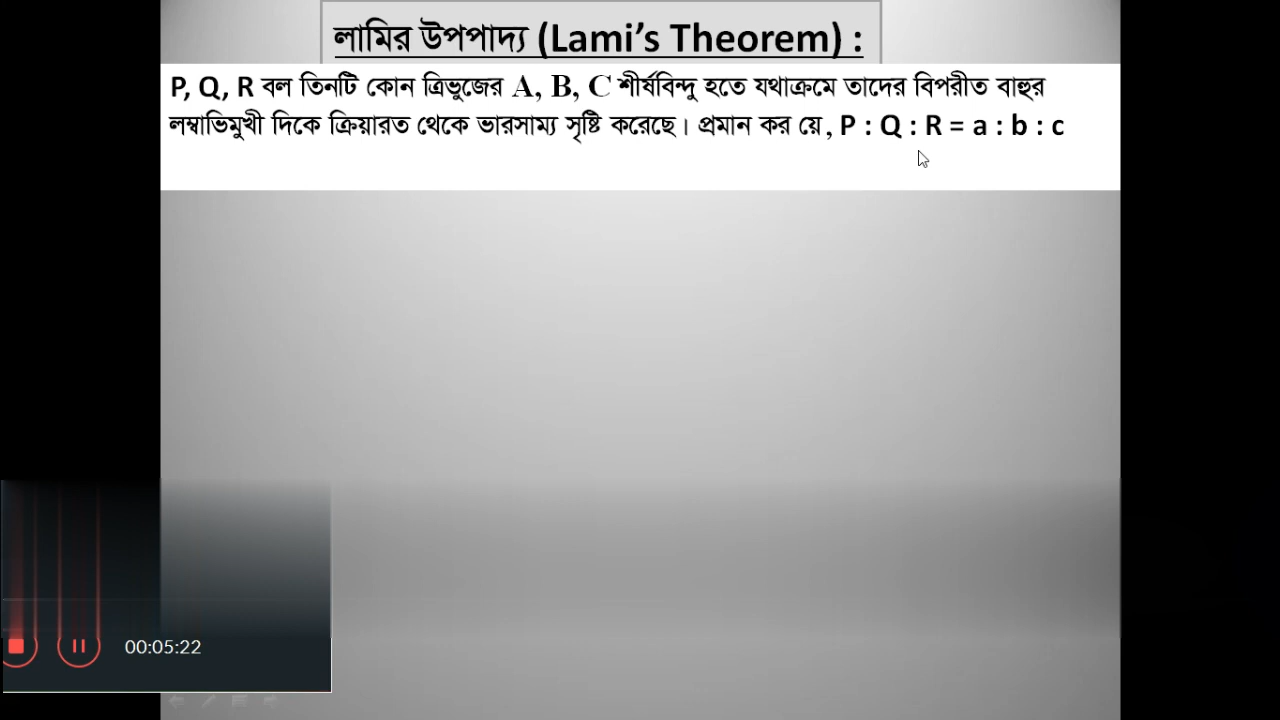 লামির উপপাদ্য (Lami’s Theorem) :
P, Q, R বল তিনটি কোন ত্রিভুজের A, B, C শীর্ষবিন্দু হতে যথাক্রমে তাদের বিপরীত বাহুর
লম্বাভিমুখী দিকে ক্রিয়ারত থেকে ভারসাম্য সৃষ্টি করেছে। প্রমান কর য়ে, P : Q : R = a : b : c
00:05:22